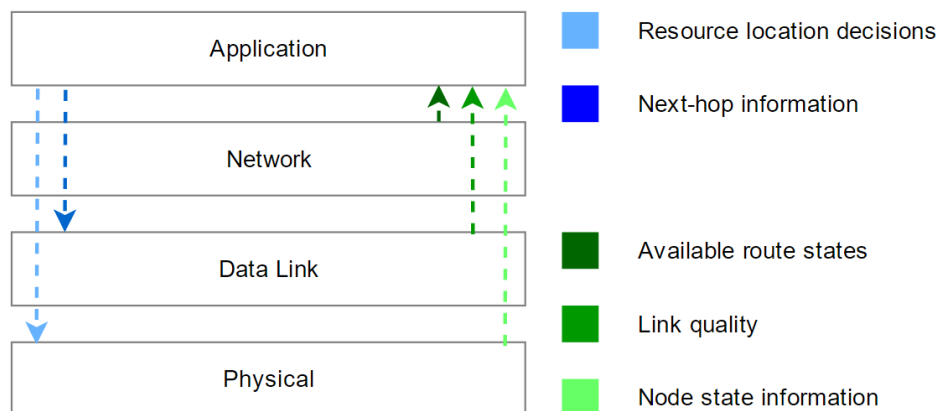 Application
Network
Data Link
Physical
Resource location decisions
Next-hop information
Available route states
Link quality
Node state information